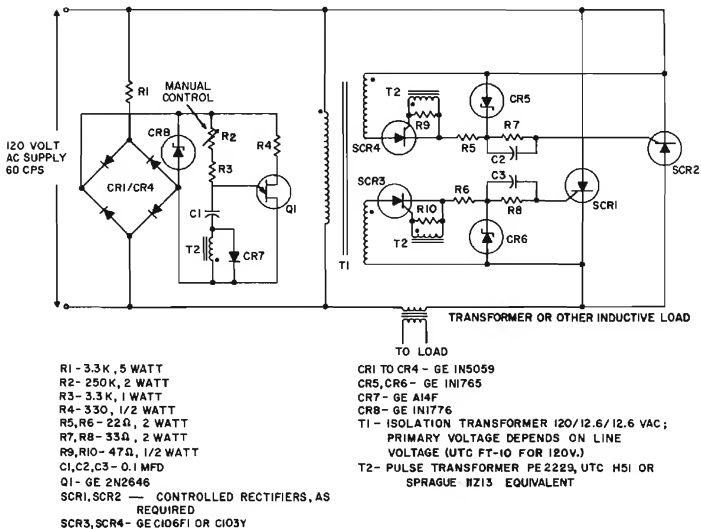 R1
MANUAL
CONTROL
R2
CR8
R4
R3
120 VOLT
AC SUPPLY
60 CPS
CR1/CR4
Q1
C1
T2
CR7
T1
T2
R9
SCR4
CR5
R5
R7
C2
SCR2
SCR3
C3
R6
R8
SCR1
R10
T2
CR6
TRANSFORMER OR OTHER INDUCTIVE LOAD
TO LOAD
R1 - 3.3K, 5 WATT
R2 - 250K, 2 WATT
R3 - 3.3K, 1 WATT
R4 - 330, 1/2 WATT
R5, R6 - 22Ω, 2 WATT
R7, R8 - 33Ω, 2 WATT
R9, R10 - 47Ω, 1/2 WATT
C1, C2, C3 - 0.1 MFD
Q1 - GE 2N2646
SCR1, SCR2 — CONTROLLED RECTIFIERS, AS
REQUIRED
SCR3, SCR4 - GE C106F1 OR C103Y
CR1 TO CR4 - GE IN5059
CR5, CR6 - GE IN1765
CR7 - GE A14F
CR8 - GE IN1776
T1 - ISOLATION TRANSFORMER 120/12.6/12.6 VAC;
PRIMARY VOLTAGE DEPENDS ON LINE
VOLTAGE (UTC FT-10 FOR 120V.)
T2 - PULSE TRANSFORMER PE2229, UTC H51 OR
SPRAGUE 11Z13 EQUIVALENT